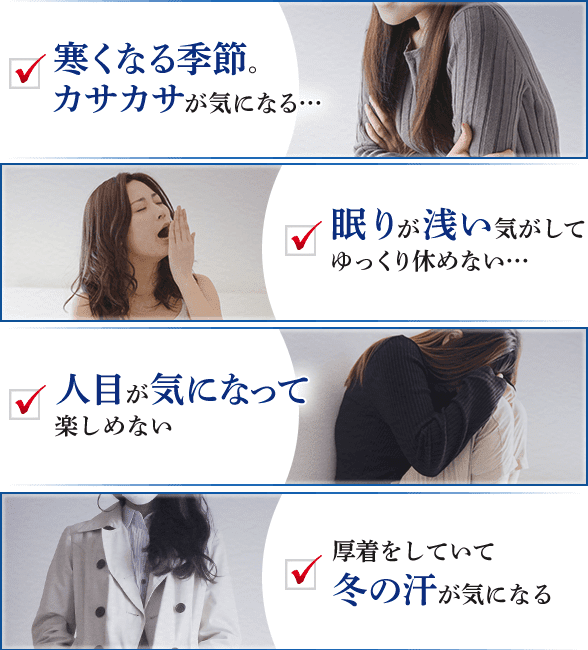 寒くなる季節。
カサカサが気になる…
眠りが浅い気がして
ゆっくり休めない…
人目が気になって
楽しめない
厚着をしていて
冬の汗が気になる